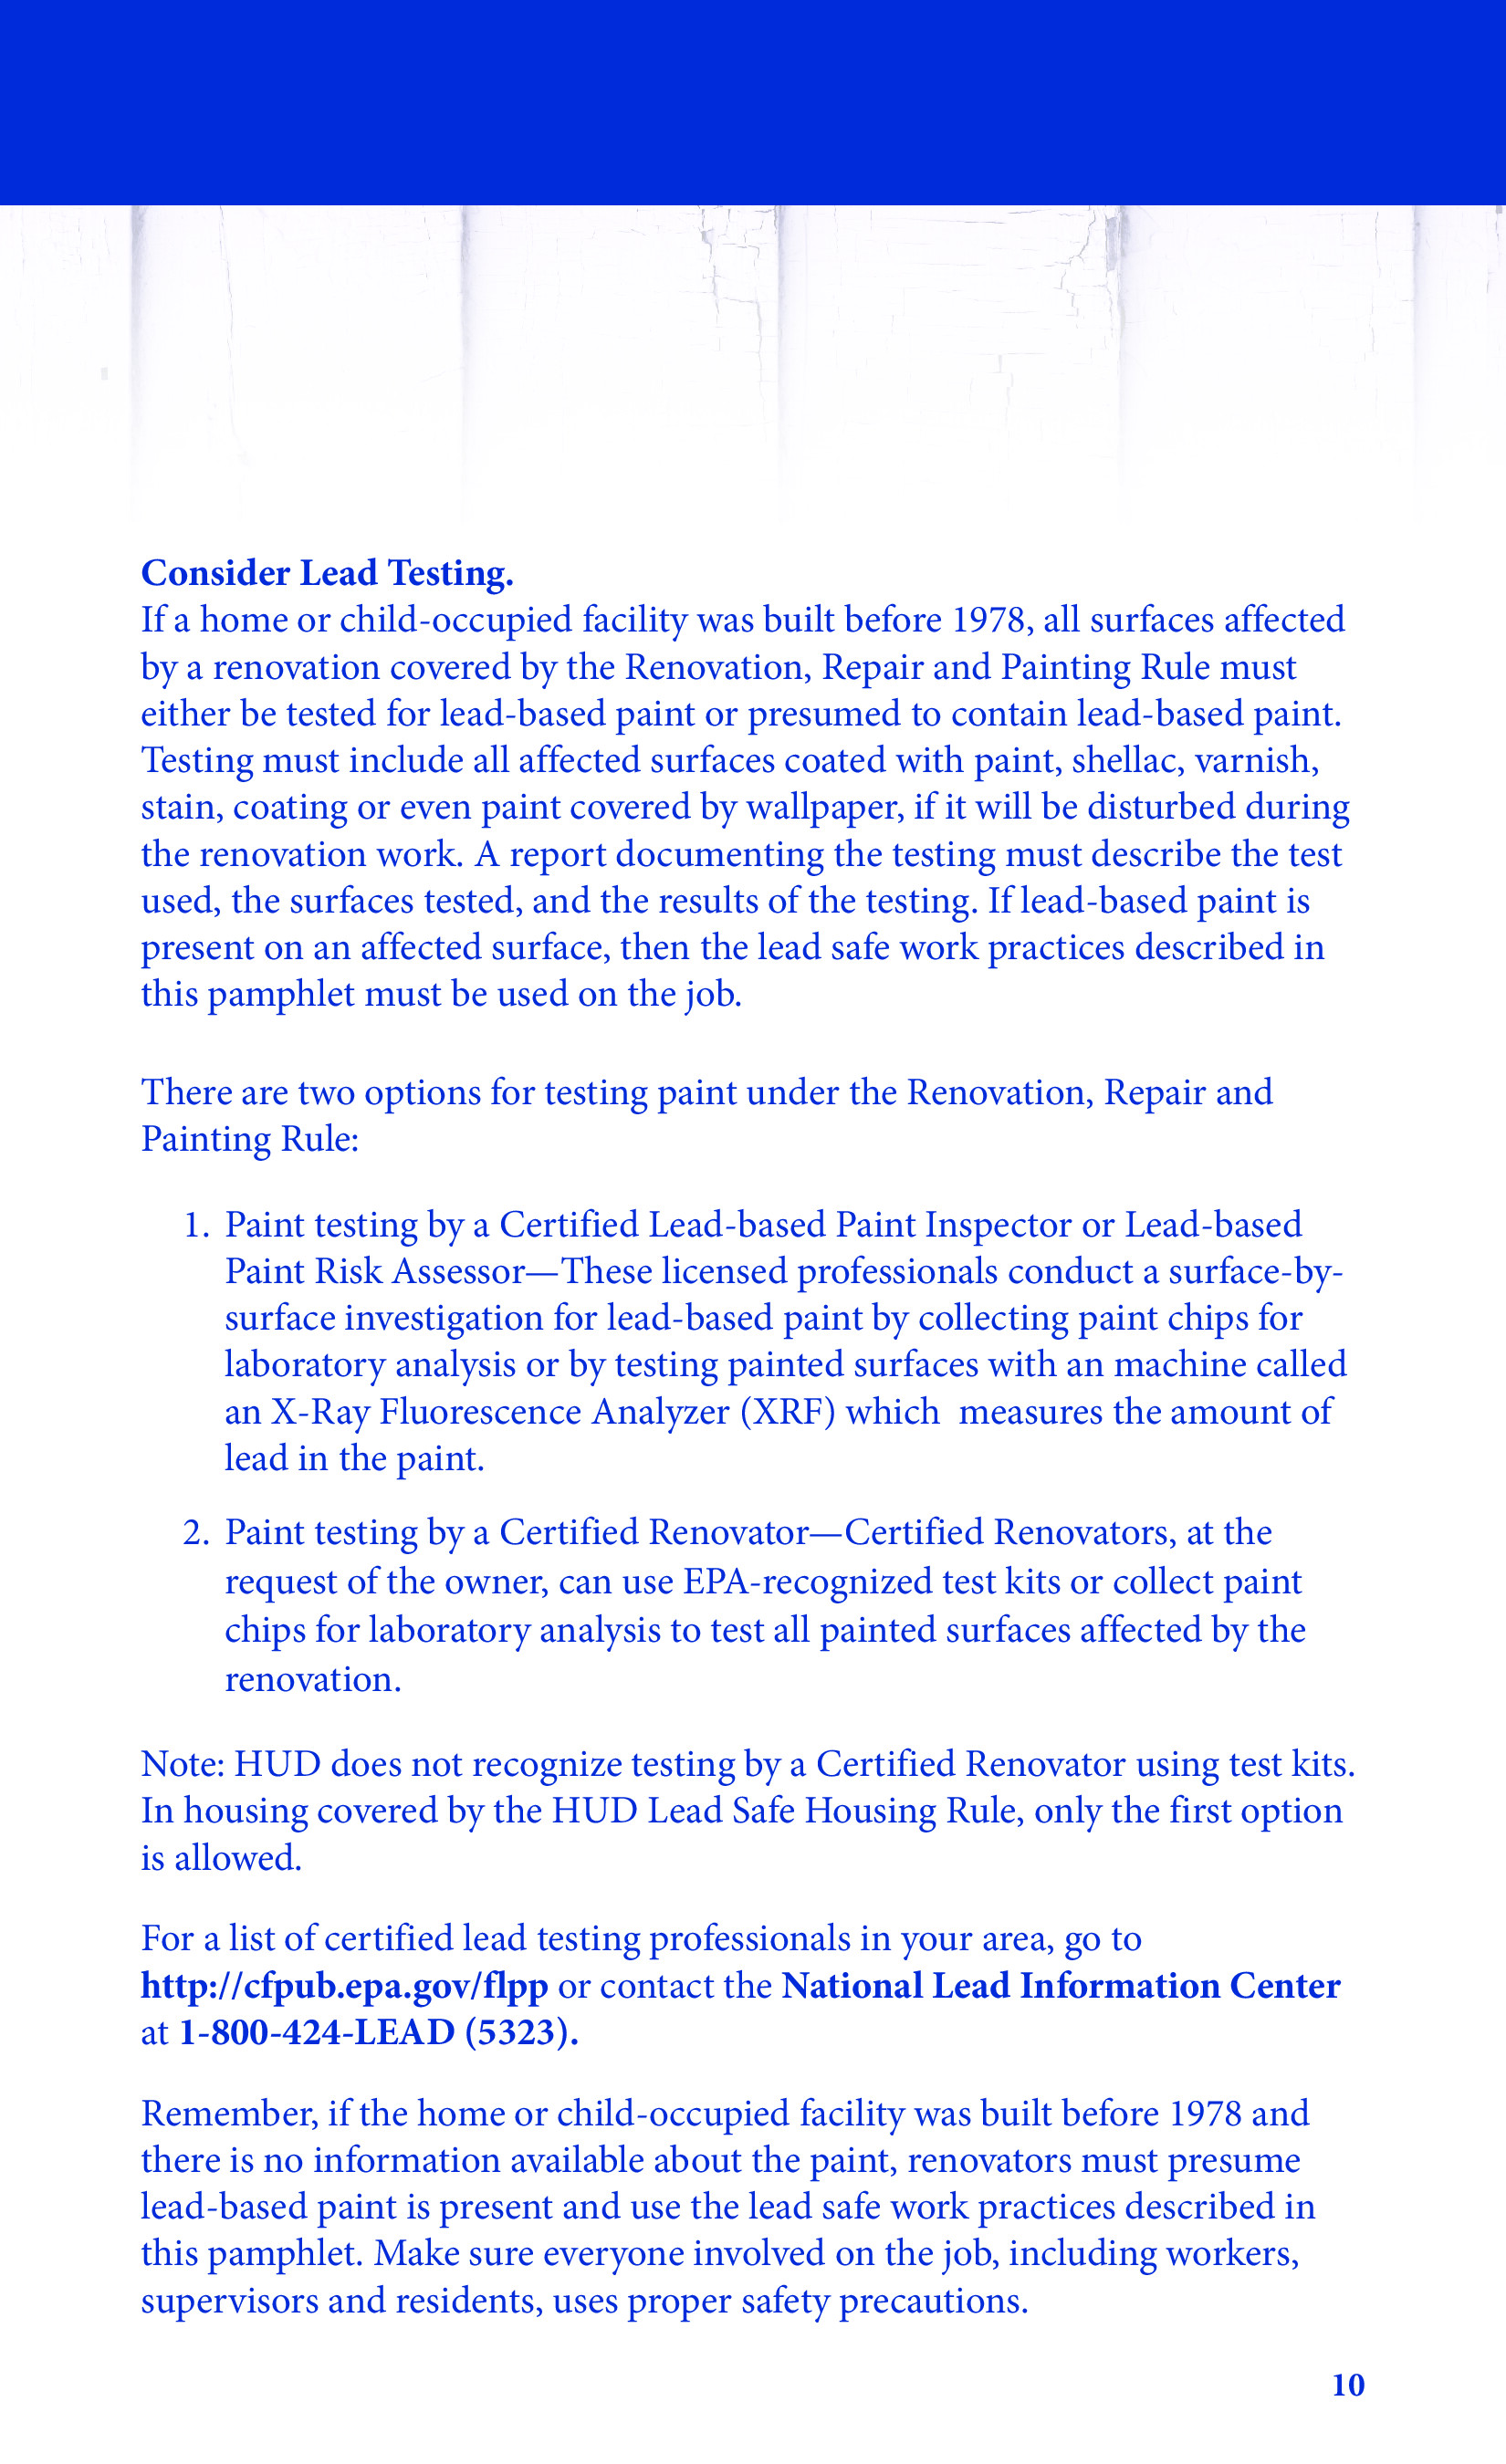 Consider Lead Testing.
If a home or child-occupied facility was built before 1978, all surfaces affected
by a renovation covered by the Renovation, Repair and Painting Rule must
either be tested for lead-based paint or presumed to contain lead-based paint.
Testing must include all affected surfaces coated with paint, shellac, varnish,
stain, coating or even paint covered by wallpaper, if it will be disturbed during
the renovation work. A report documenting the testing must describe the test
used, the surfaces tested, and the results of the testing. If lead-based paint is
present on an affected surface, then the lead safe work practices described in
this pamphlet must be used on the job.
There are two options for testing paint under the Renovation, Repair and
Painting Rule:
1. Paint testing by a Certified Lead-based Paint Inspector or Lead-based
Paint Risk Assessor—These licensed professionals conduct a surface-by-
surface investigation for lead-based paint by collecting paint chips for
laboratory analysis or by testing painted surfaces with an machine called
an X-Ray Fluorescence Analyzer (XRF) which  measures the amount of
lead in the paint.
2. Paint testing by a Certified Renovator—Certified Renovators, at the
request of the owner, can use EPA-recognized test kits or collect paint
chips for laboratory analysis to test all painted surfaces affected by the
renovation.
Note: HUD does not recognize testing by a Certified Renovator using test kits.
In housing covered by the HUD Lead Safe Housing Rule, only the first option
is allowed.
For a list of certified lead testing professionals in your area, go to
http://cfpub.epa.gov/flpp or contact the National Lead Information Center
at 1-800-424-LEAD (5323).
Remember, if the home or child-occupied facility was built before 1978 and
there is no information available about the paint, renovators must presume
lead-based paint is present and use the lead safe work practices described in
this pamphlet. Make sure everyone involved on the job, including workers,
supervisors and residents, uses proper safety precautions.
10